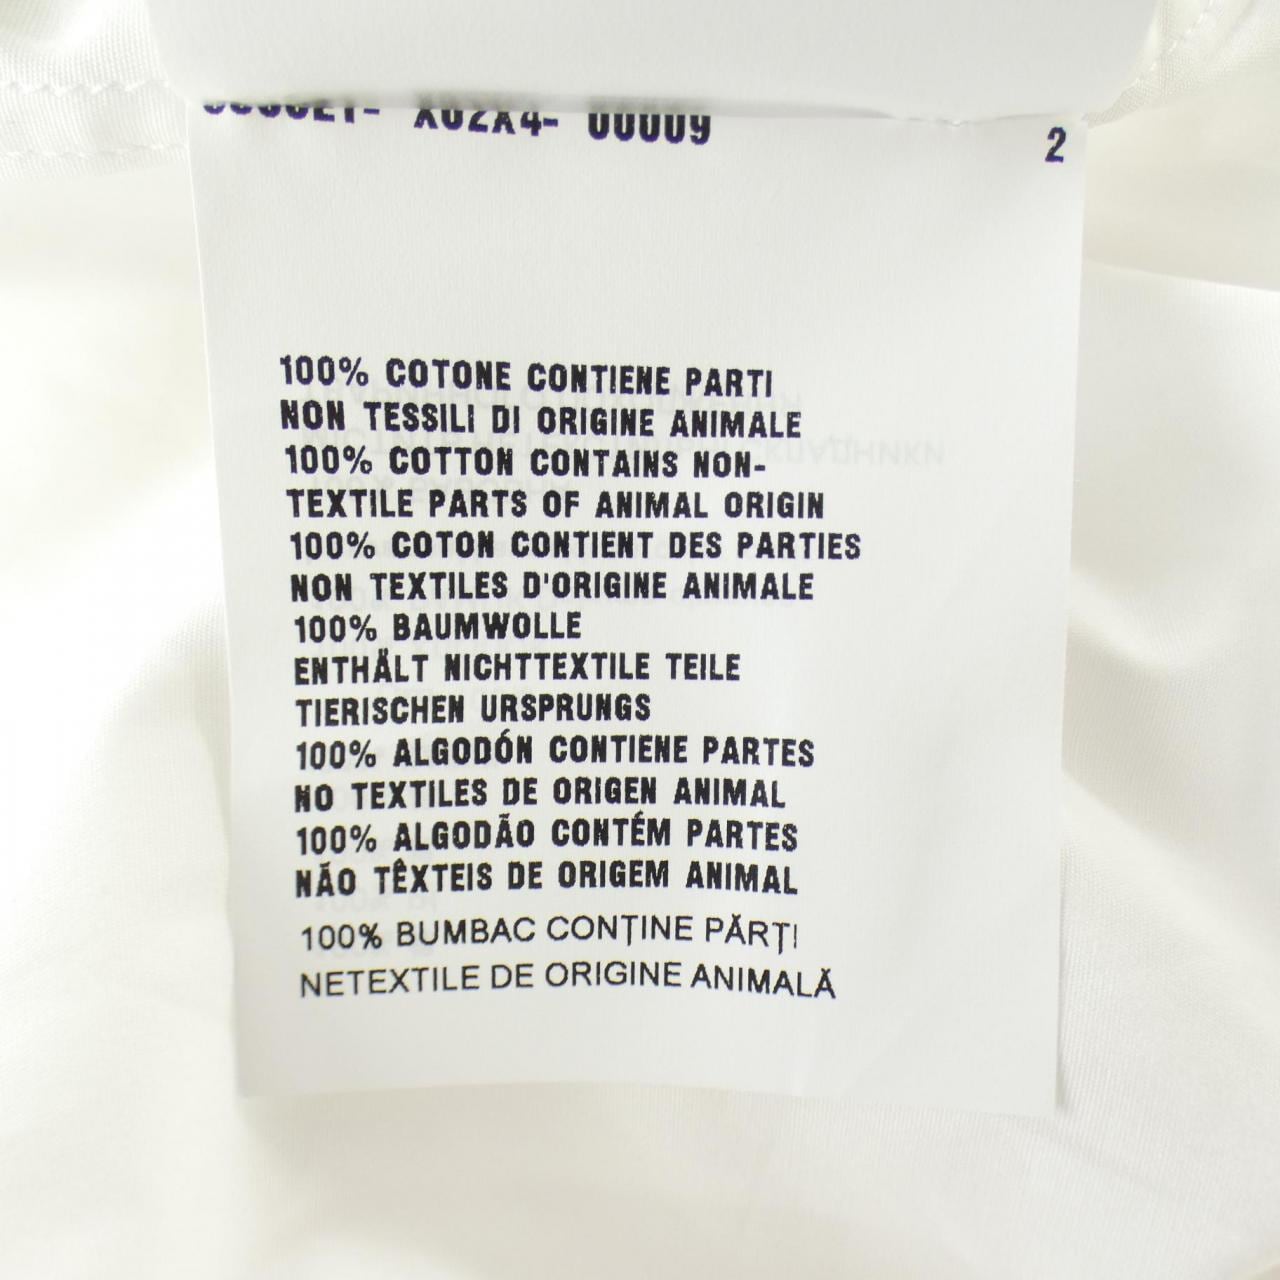 2
100% COTONE CONTIENE PARTI
NON TESSILI DI ORIGINE ANIMALE
100% COTTON CONTAINS NON-
TEXTILE PARTS OF ANIMAL ORIGIN
100% COTON CONTIENT DES PARTIES
NON TEXTILES D'ORIGINE ANIMALE
100% BAUMWOLLE
ENTHÄLT NICHTTEXTILE TEILE
TIERISCHEN URSPRUNGS
100% ALGODÓN CONTIENE PARTES
NO TEXTILES DE ORIGEN ANIMAL
100% ALGODÃO CONTÉM PARTES
NÃO TÊXTEIS DE ORIGEM ANIMAL
100% BUMBAC CONȚINE PĂRȚI
NETEXTILE DE ORIGINE ANIMALĂ